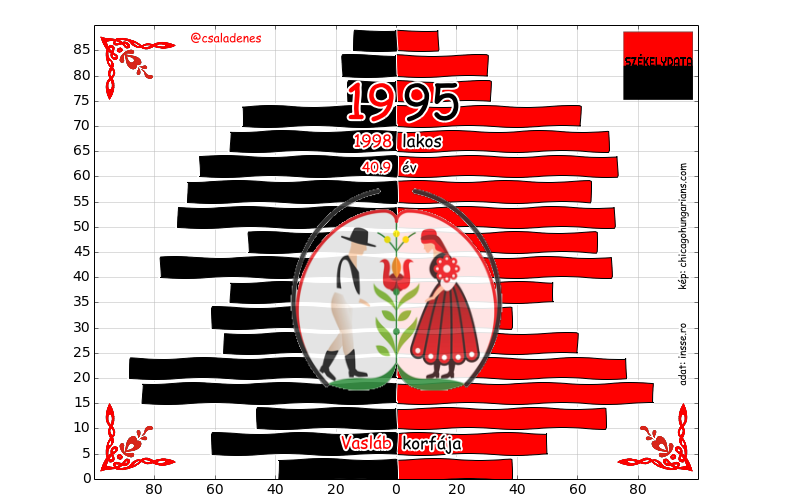 @csaladenes
SZÉKELYDATA
1995
1998 lakos
40.9 év
Vasláb korfája
kép: chicagohungarians.com
adat: insse.ro
85
80
75
70
65
60
55
50
45
40
35
30
25
20
15
10
5
0
80 60 40 20 0 20 40 60 80